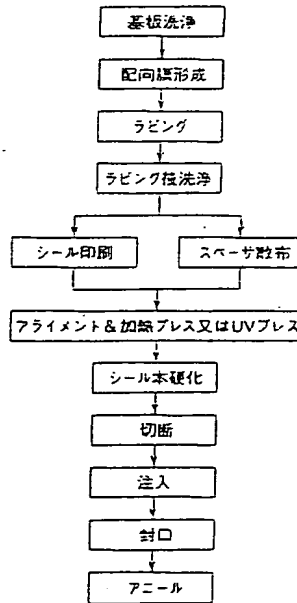 基板洗浄
配向膜形成
ラビング
ラビング後洗浄
シール印刷
スペーサ散布
アライメント&加熱プレス又はUVプレス
シール本硬化
切断
注入
封口
アニール